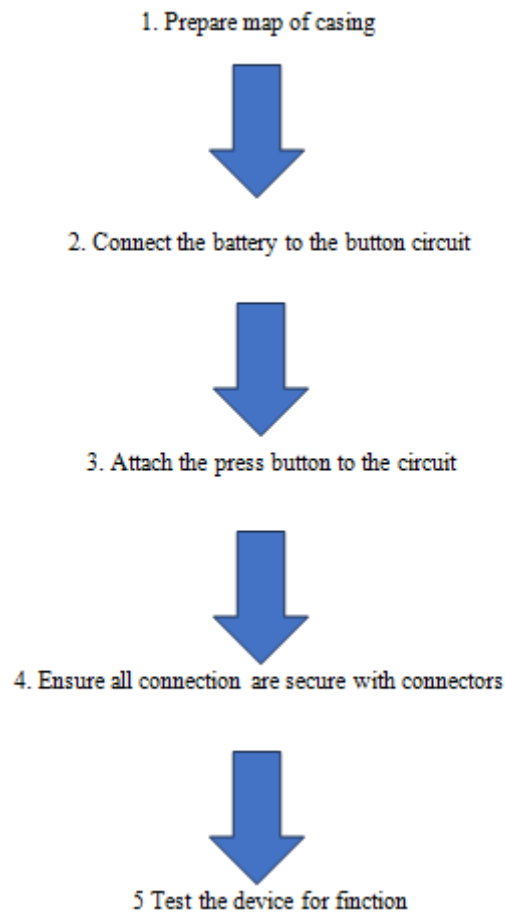 1. Prepare map of casing
2. Connect the battery to the button circuit
3. Attach the press button to the circuit
4. Ensure all connection are secure with connectors
5 Test the device for finction